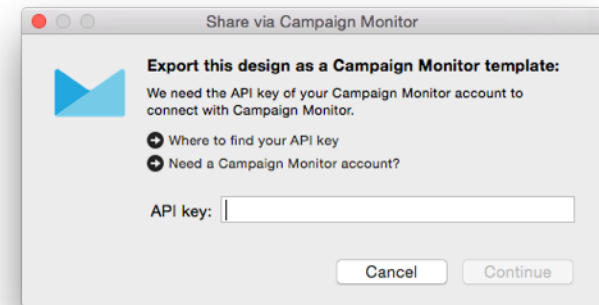 Share via Campaign Monitor
Export this design as a Campaign Monitor template:
We need the API key of your Campaign Monitor account to
connect with Campaign Monitor.
Where to find your API key
Need a Campaign Monitor account?
API key:
Cancel
Continue